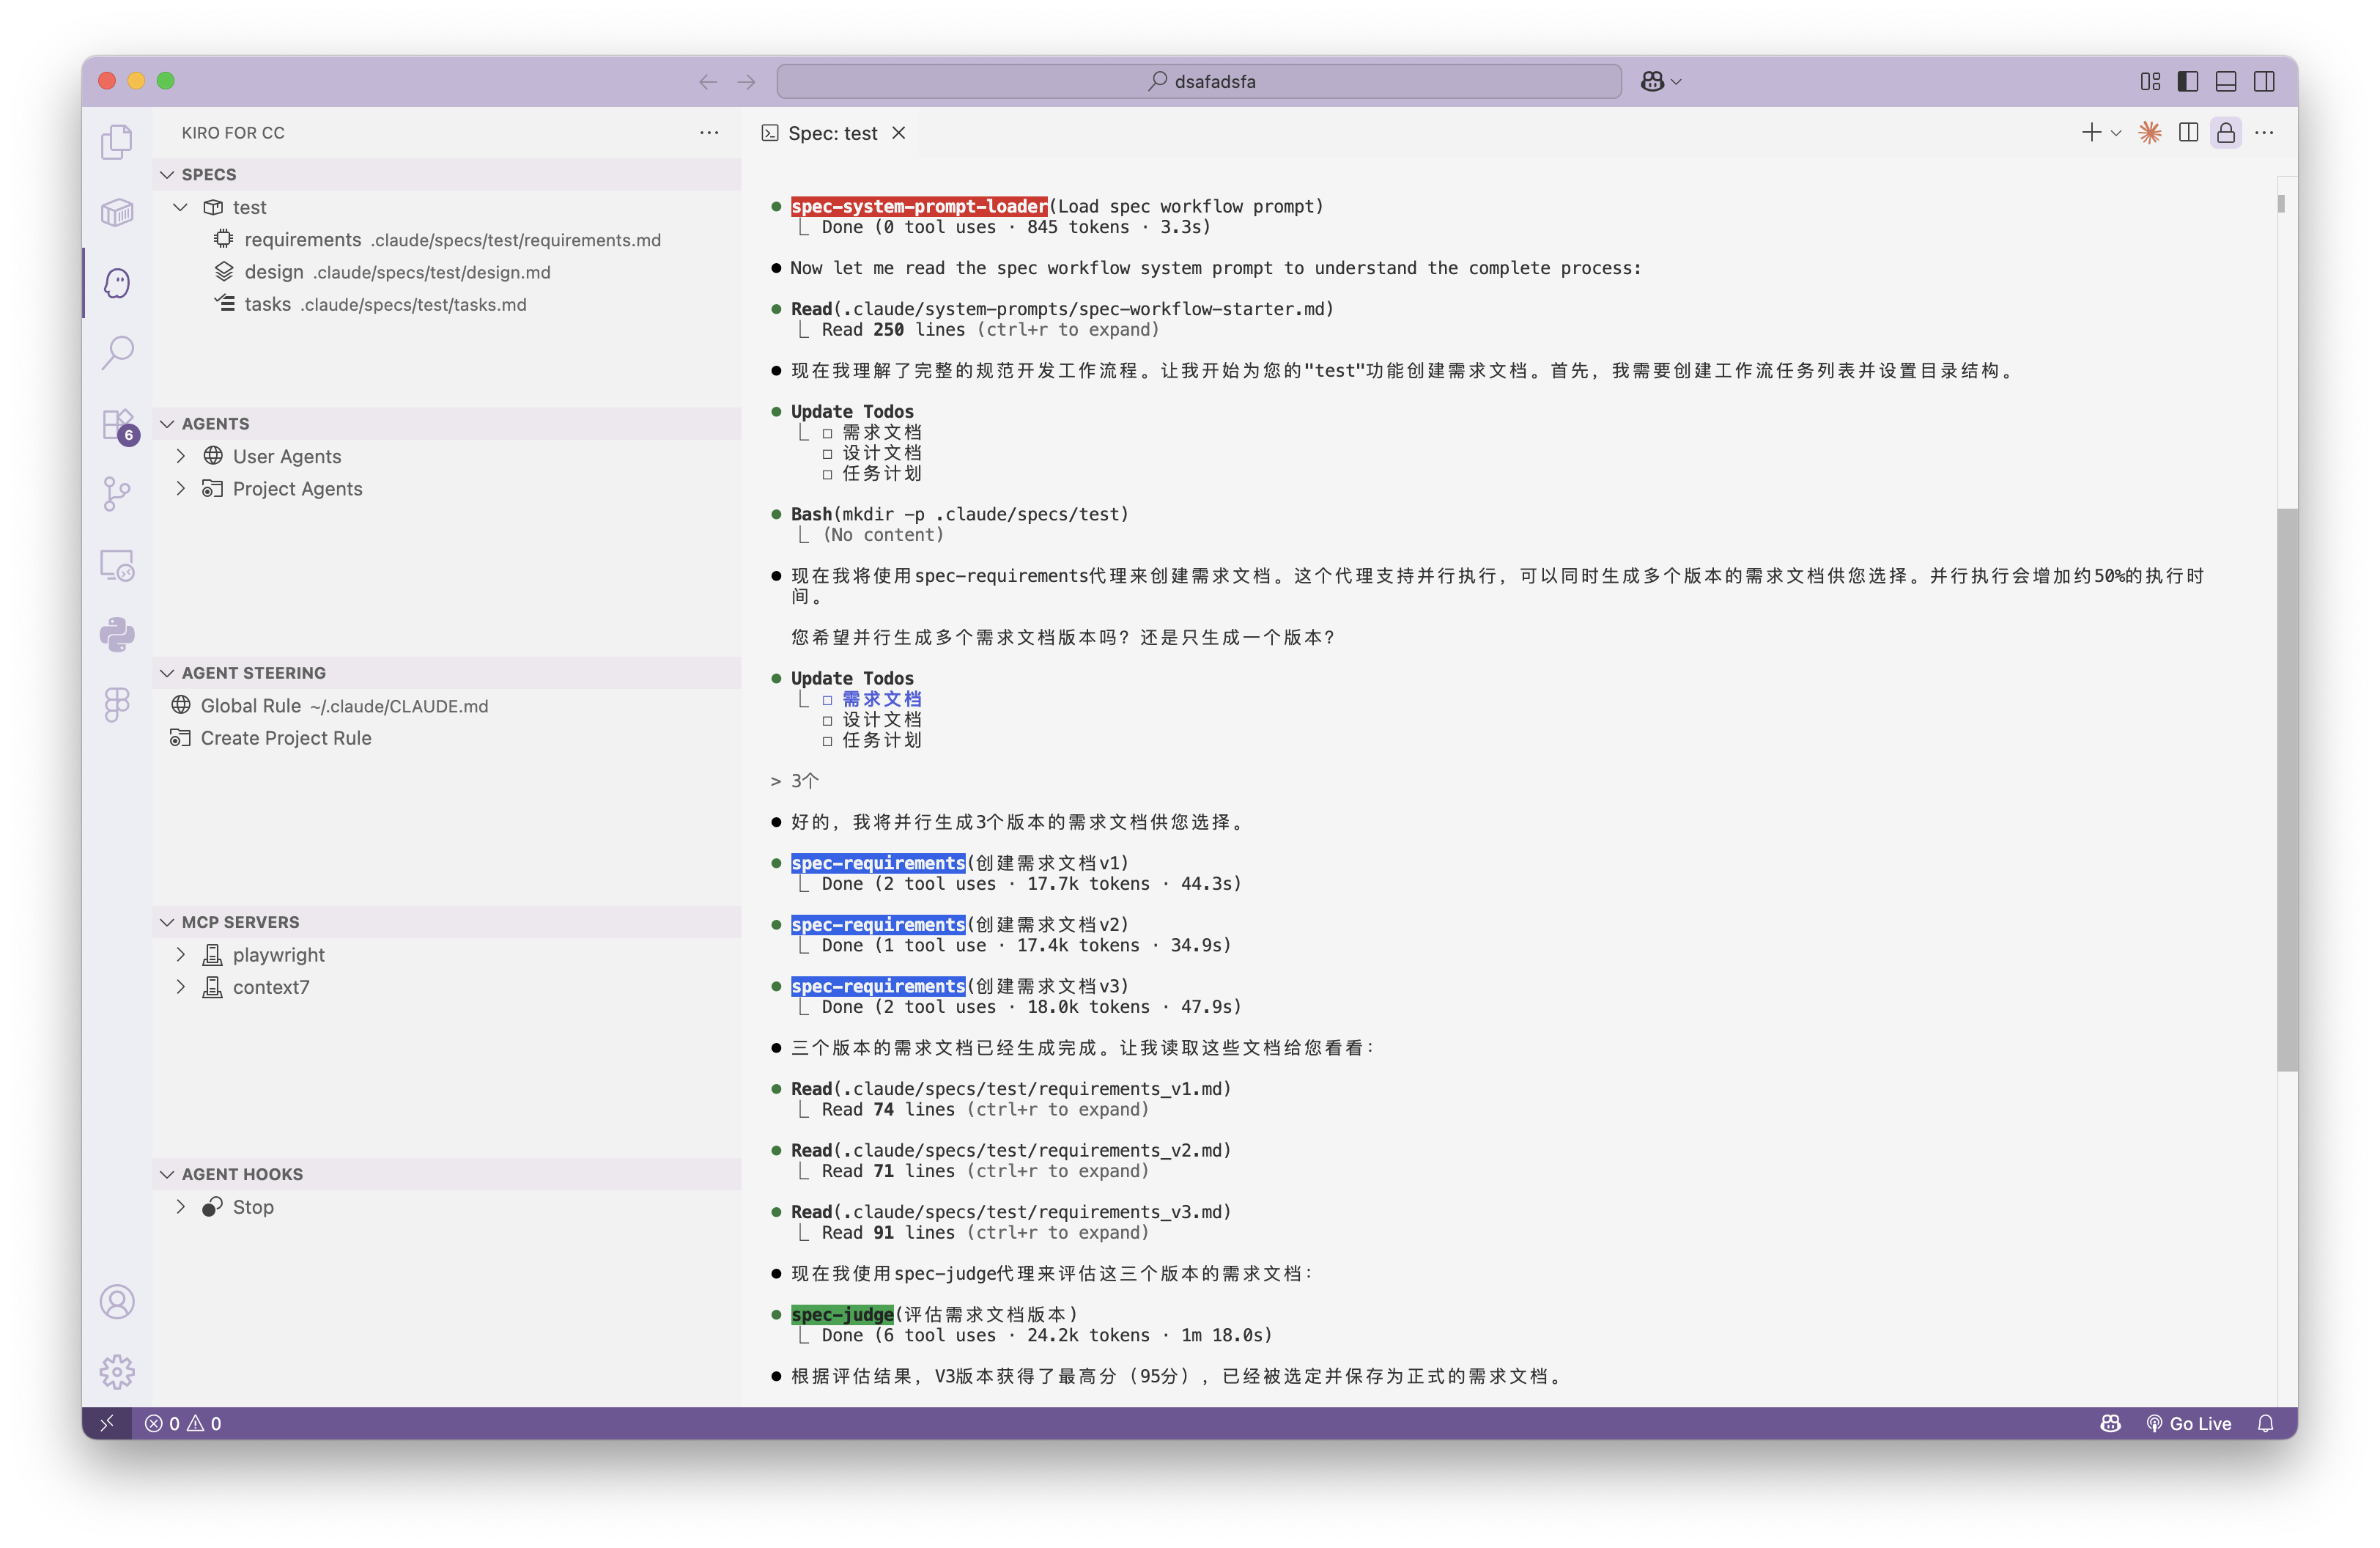 dsafadsfa
KIRO FOR CC
SPECS
test
requirements .claude/specs/test/requirements.md
design .claude/specs/test/design.md
tasks .claude/specs/test/tasks.md
6
AGENTS
User Agents
Project Agents
AGENT STEERING
Global Rule ~/.claude/CLAUDE.md
Create Project Rule
MCP SERVERS
playwright
context7
AGENT HOOKS
Stop
Spec: test
spec-system-prompt-loader(Load spec workflow prompt)
Done (0 tool uses · 845 tokens · 3.3s)
Now let me read the spec workflow system prompt to understand the complete process:
Read(.claude/system-prompts/spec-workflow-starter.md)
Read 250 lines (ctrl+r to expand)
现在我理解了完整的规范开发工作流程。让我开始为您的"test"功能创建需求文档。首先，我需要创建工作流任务列表并设置目录结构。
Update Todos
☐ 需求文档
☐ 设计文档
☐ 任务计划
Bash(mkdir -p .claude/specs/test)
(No content)
现在我将使用spec-requirements代理来创建需求文档。这个代理支持并行执行，可以同时生成多个版本的需求文档供您选择。并行执行会增加约50%的执行时
间。
您希望并行生成多个需求文档版本吗？还是只生成一个版本？
Update Todos
☐ 需求文档
☐ 设计文档
☐ 任务计划
> 3个
好的，我将并行生成3个版本的需求文档供您选择。
spec-requirements(创建需求文档v1)
Done (2 tool uses · 17.7k tokens · 44.3s)
spec-requirements(创建需求文档v2)
Done (1 tool use · 17.4k tokens · 34.9s)
spec-requirements(创建需求文档v3)
Done (2 tool uses · 18.0k tokens · 47.9s)
三个版本的需求文档已经生成完成。让我读取这些文档给您看看：
Read(.claude/specs/test/requirements_v1.md)
Read 74 lines (ctrl+r to expand)
Read(.claude/specs/test/requirements_v2.md)
Read 71 lines (ctrl+r to expand)
Read(.claude/specs/test/requirements_v3.md)
Read 91 lines (ctrl+r to expand)
现在我使用spec-judge代理来评估这三个版本的需求文档：
spec-judge(评估需求文档版本)
Done (6 tool uses · 24.2k tokens · 1m 18.0s)
根据评估结果，V3版本获得了最高分（95分），已经被选定并保存为正式的需求文档。
0 0
Go Live